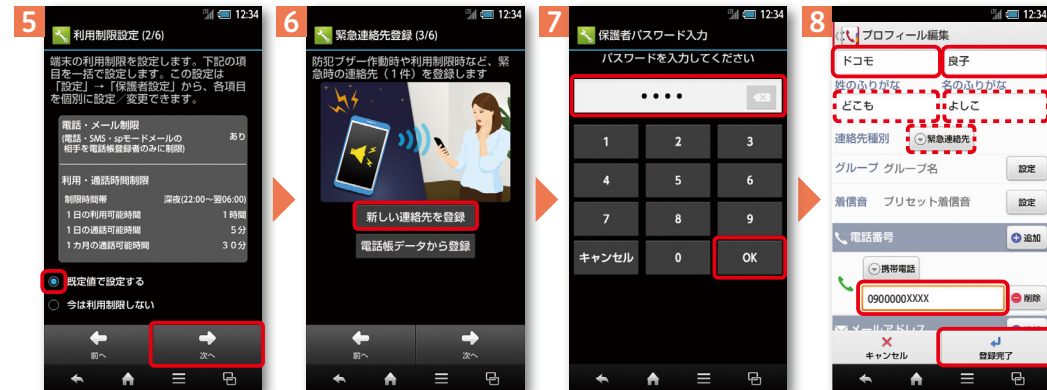 5
12:34
利用制限設定 (2/6)
端末の利用制限を設定します。下記の項
目を一括で設定します。この設定は
「設定」→「保護者設定」から、各項目
を個別に設定／変更できます。
電話・メール制限
(電話・SMS・spモードメールの
相手を電話帳登録者のみに制限)
あり
利用・通話時間制限
制限時間帯 深夜(22:00～翌06:00)
1日の利用可能時間 1時間
1日の通話可能時間 5分
1カ月の通話可能時間 30分
既定値で設定する
今は利用制限しない
前へ
次へ
6
12:34
緊急連絡先登録 (3/6)
防犯ブザー作動時や利用制限時など、緊
急時の連絡（1件）を登録します
新しい連絡先を登録
電話帳データから登録
前へ
次へ
7
12:34
保護者パスワード入力
パスワードを入力してください
••••
1 2 3
4 5 6
7 8 9
キャンセル 0 OK
8
12:34
プロフィール編集
ドコモ 良子
姓のふりがな 名のふりがな
どこも よしこ
連絡先種別 緊急連絡先
グループ グループ名 設定
着信音 プリセット着信音 設定
電話番号 追加
携帯電話
0900000XXXX 削除
メールアドレス
キャンセル
登録完了